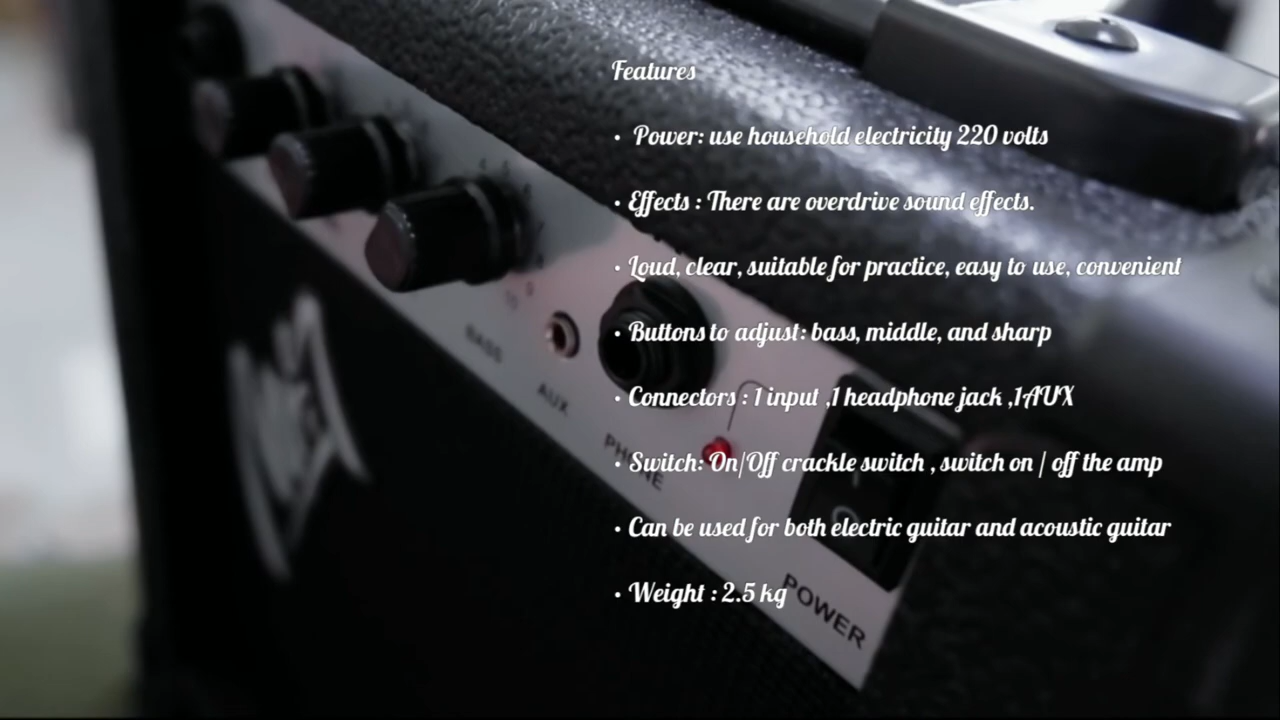 Features
• Power: use household electricity 220 volts
• Effects : There are overdrive sound effects.
• Loud, clear, suitable for practice, easy to use, convenient
• Buttons to adjust: bass, middle, and sharp
• Connectors : 1 input ,1 headphone jack ,1AUX
• Switch: On/Off crackle switch , switch on / off the amp
• Can be used for both electric guitar and acoustic guitar
• Weight : 2.5 kg
BASS
AUX
PHONE
POWER